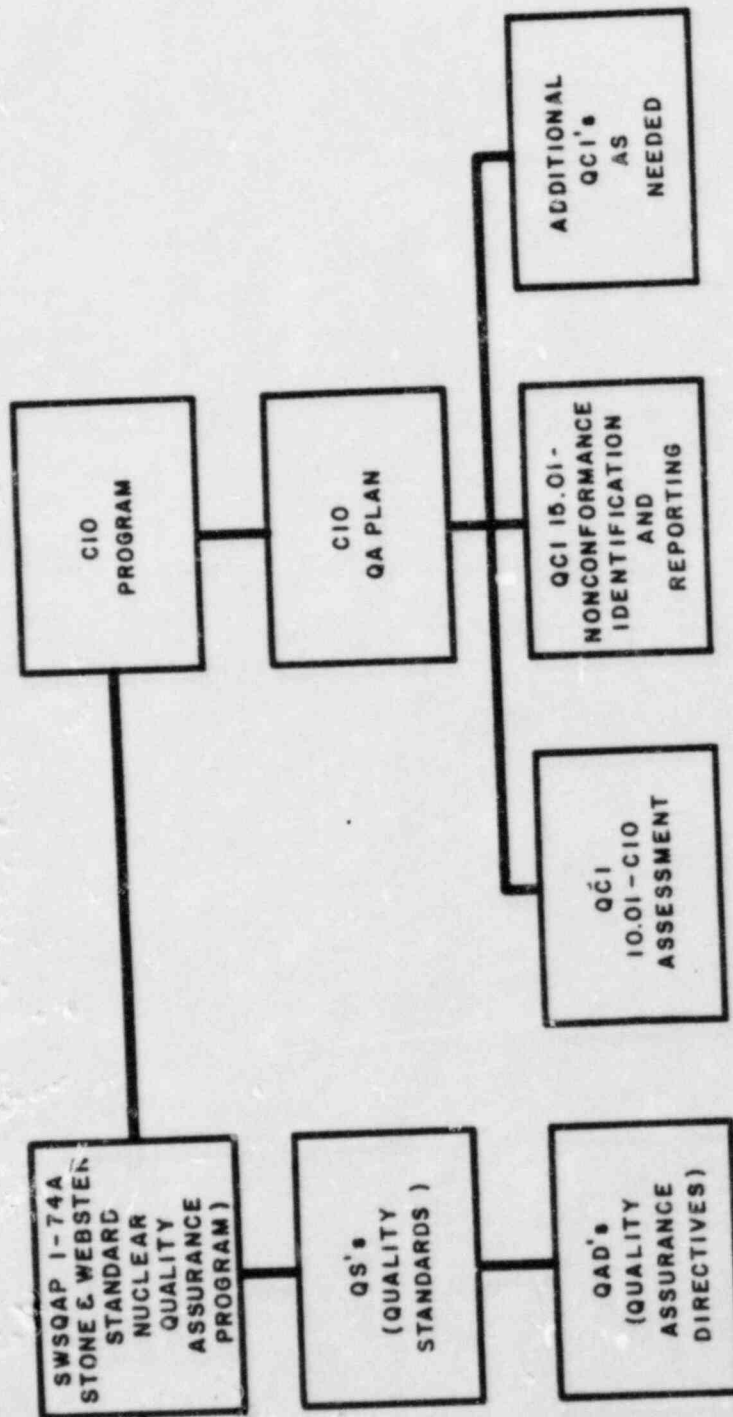 SWSQAP 1-74A
STONE & WEBSTER
STANDARD
NUCLEAR
QUALITY
ASSURANCE
PROGRAM)
QS's
(QUALITY
STANDARDS)
QAD's
(QUALITY
ASSURANCE
DIRECTIVES)
CIO
PROGRAM
CIO
QA PLAN
QCI
10.01-CIO
ASSESSMENT
QCI 15.01-
NONCONFORMANCE
IDENTIFICATION
AND
REPORTING
ADDITIONAL
QCI's
AS
NEEDED